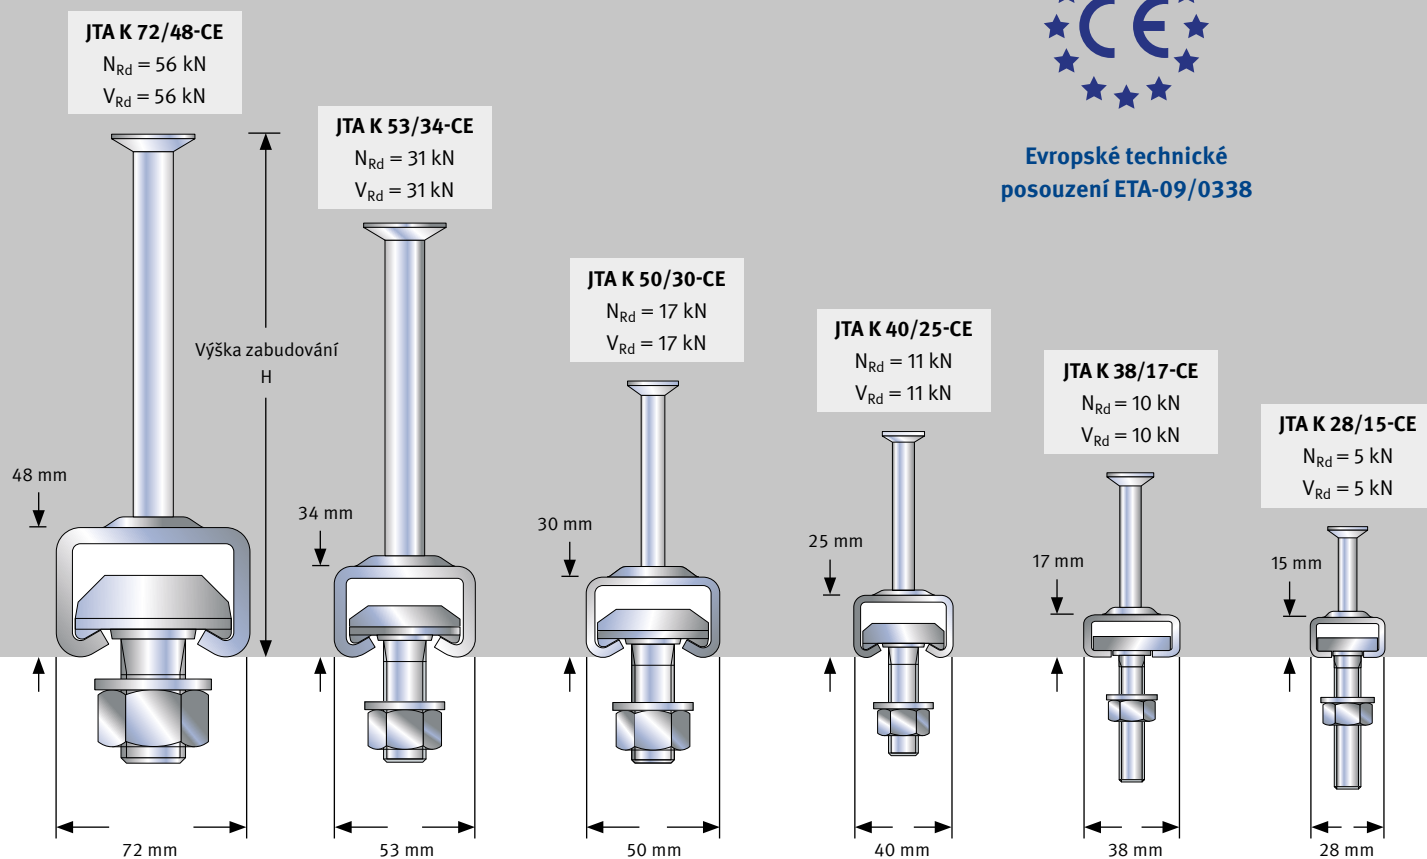 JTA K 72/48-CE
NRd = 56 kN
VRd = 56 kN
JTA K 53/34-CE
NRd = 31 kN
VRd = 31 kN
CE
Evropské technické
posouzení ETA-09/0338
JTA K 50/30-CE
NRd = 17 kN
VRd = 17 kN
JTA K 40/25-CE
NRd = 11 kN
VRd = 11 kN
JTA K 38/17-CE
NRd = 10 kN
VRd = 10 kN
JTA K 28/15-CE
NRd = 5 kN
VRd = 5 kN
Výška zabudování
H
48 mm
34 mm
30 mm
25 mm
17 mm
15 mm
72 mm
53 mm
50 mm
40 mm
38 mm
28 mm